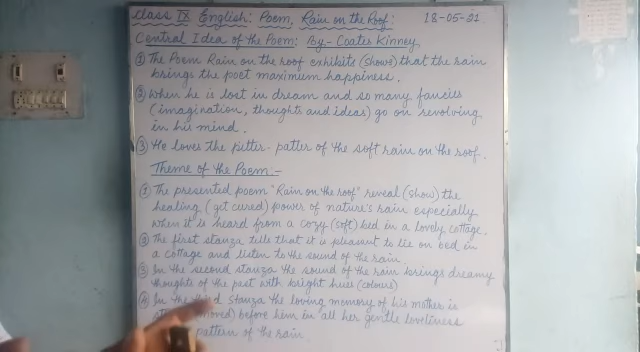 Class IX English: Poem, Rain on the Roof: 18-05-21
Central Idea of the Poem: By- Coates Kinney
① The Poem Rain on the roof exhibits (shows) that the rain
brings the poet maximum happiness.
② When he is lost in dream and so many fancies
(imagination, thoughts and ideas) go on revolving
in his mind.
③ He loves the pitter-patter of the soft rain on the roof.
Theme of the Poem:-
① The presented poem "Rain on the roof" reveal (show) the
healing (get cured) power of nature's rain especially
when it is heard from a cozy (soft) bed in a lovely cottage.
② The first stanza tells that it is pleasant to lie on bed in
a cottage and listen to the sound of the rain.
③ In the second stanza the sound of the rain brings dreamy
thoughts of the past with bright hues (colours)
④ In the third stanza the loving memory of his mother is
moved) before him in all her gentle loveliness
pattern of the rain.